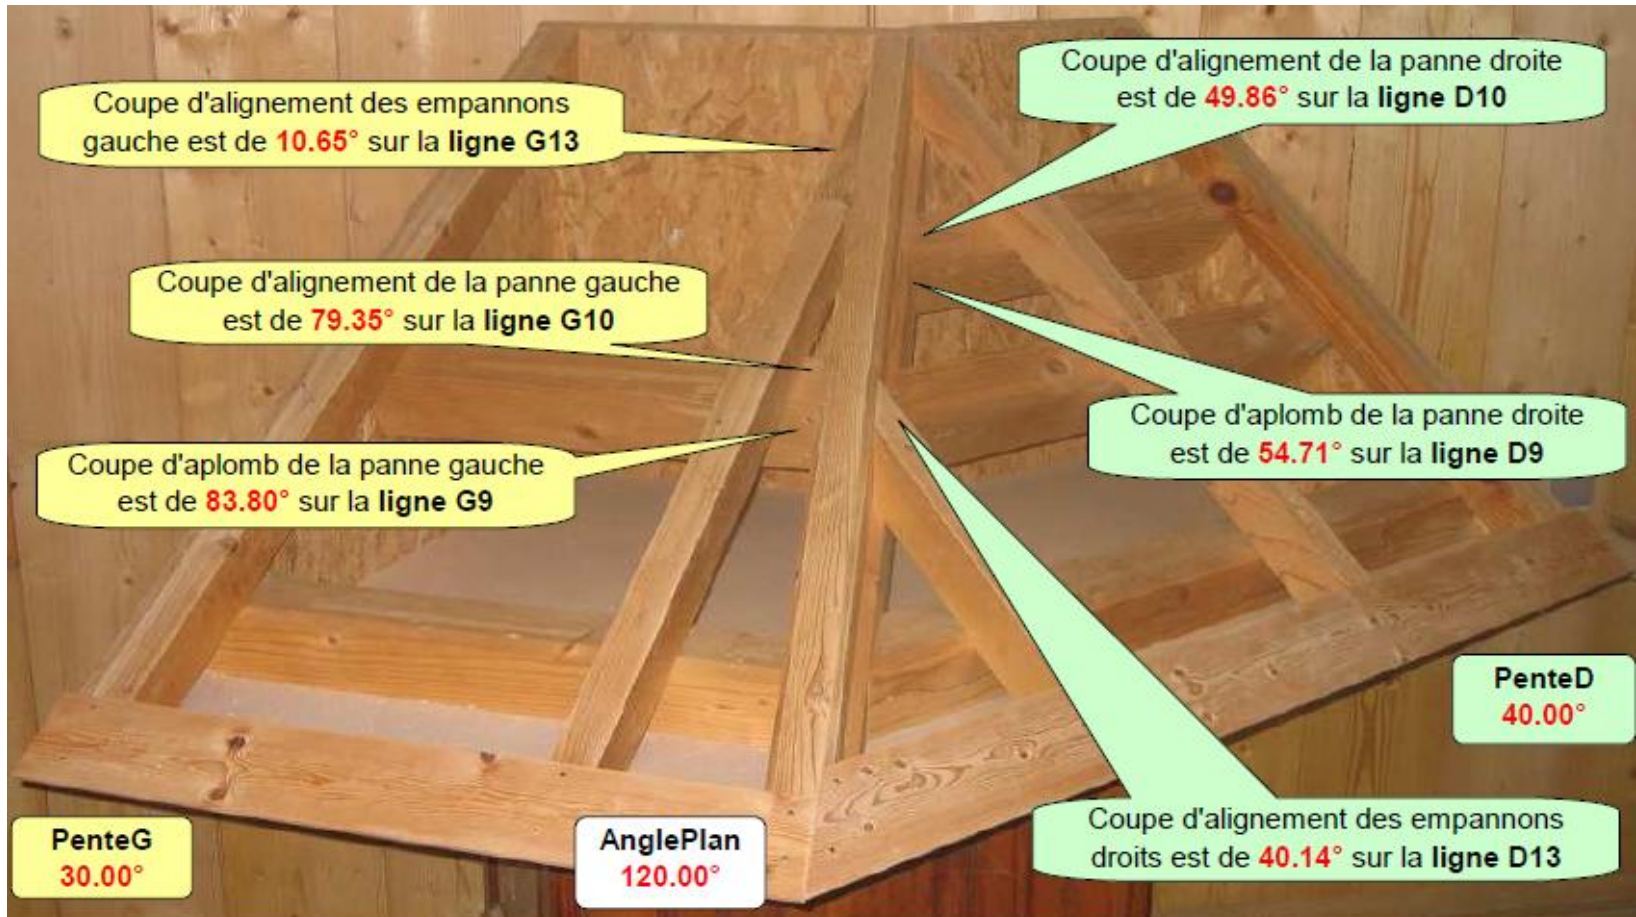 Coupe d'alignement des empannons
gauche est de 10.65° sur la ligne G13
Coupe d'alignement de la panne droite
est de 49.86° sur la ligne D10
Coupe d'alignement de la panne gauche
est de 79.35° sur la ligne G10
Coupe d'aplomb de la panne droite
est de 54.71° sur la ligne D9
Coupe d'aplomb de la panne gauche
est de 83.80° sur la ligne G9
PenteD
40.00°
Coupe d'alignement des empannons
droits est de 40.14° sur la ligne D13
PenteG
30.00°
AnglePlan
120.00°